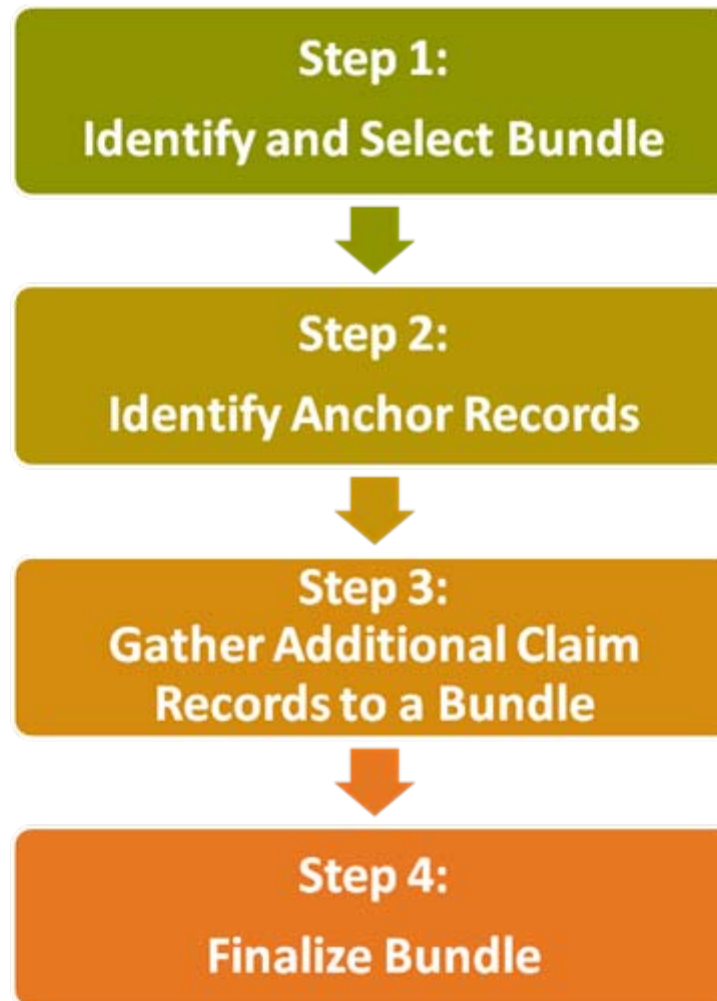 Step 1:
Identify and Select Bundle
Step 2:
Identify Anchor Records
Step 3:
Gather Additional Claim
Records to a Bundle
Step 4:
Finalize Bundle